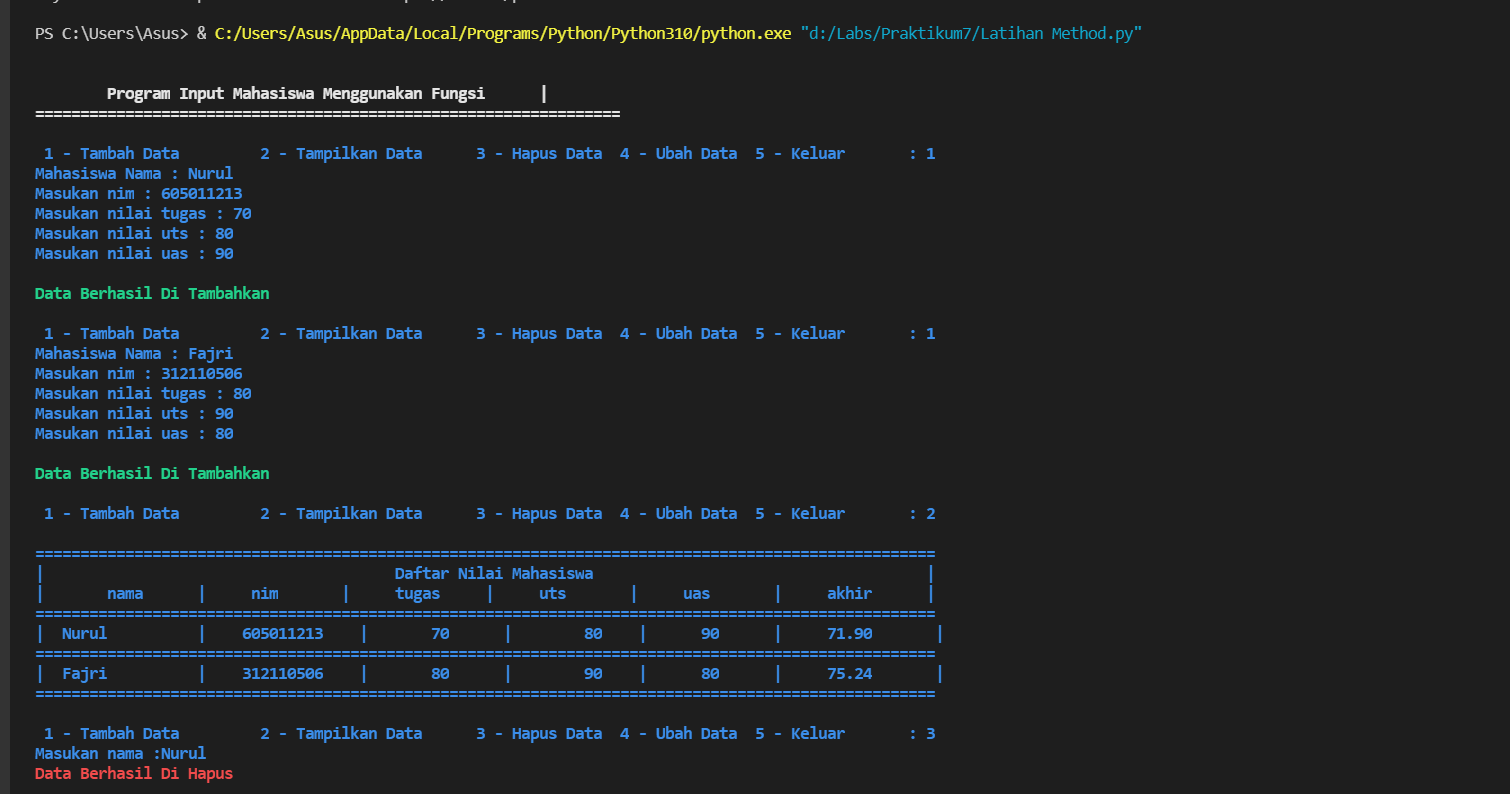 PS C:\Users\Asus> & C:/Users/Asus/AppData/Local/Programs/Python/Python310/python.exe "d:/Labs/Praktikum7/Latihan Method.py"
Program Input Mahasiswa Menggunakan Fungsi |
=================================================================
1 - Tambah Data 2 - Tampilkan Data 3 - Hapus Data 4 - Ubah Data 5 - Keluar : 1
Mahasiswa Nama : Nurul
Masukan nim : 605011213
Masukan nilai tugas : 70
Masukan nilai uts : 80
Masukan nilai uas : 90
Data Berhasil Di Tambahkan
1 - Tambah Data 2 - Tampilkan Data 3 - Hapus Data 4 - Ubah Data 5 - Keluar : 1
Mahasiswa Nama : Fajri
Masukan nim : 312110506
Masukan nilai tugas : 80
Masukan nilai uts : 90
Masukan nilai uas : 80
Data Berhasil Di Tambahkan
1 - Tambah Data 2 - Tampilkan Data 3 - Hapus Data 4 - Ubah Data 5 - Keluar : 2
====================================================================================================
| Daftar Nilai Mahasiswa |
| nama | nim | tugas | uts | uas | akhir |
====================================================================================================
| Nurul | 605011213 | 70 | 80 | 90 | 71.90 |
====================================================================================================
| Fajri | 312110506 | 80 | 90 | 80 | 75.24 |
====================================================================================================
1 - Tambah Data 2 - Tampilkan Data 3 - Hapus Data 4 - Ubah Data 5 - Keluar : 3
Masukan nama :Nurul
Data Berhasil Di Hapus